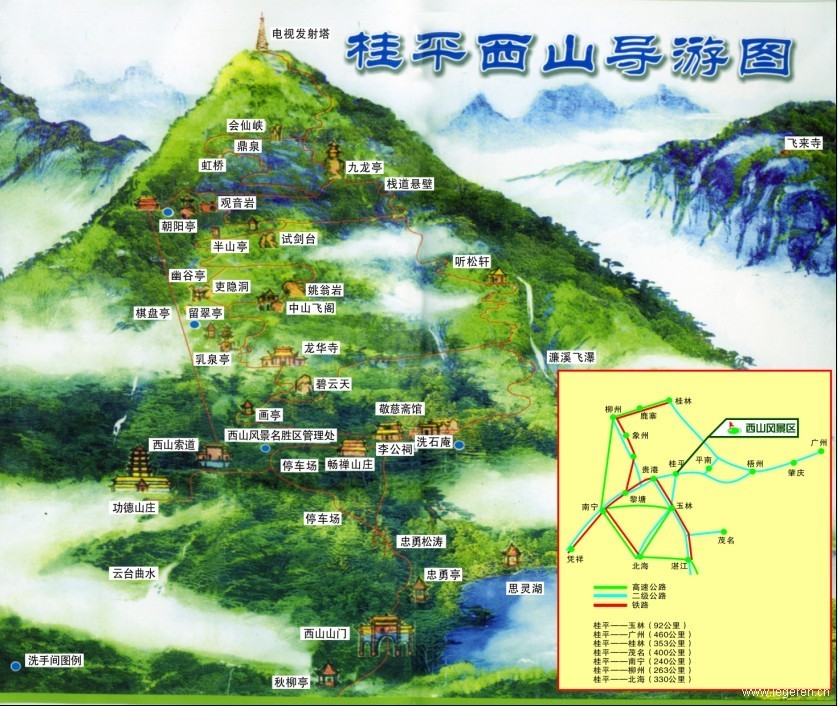 桂平西山导游图
电视发射塔
会仙峡
鼎泉
虹桥
九龙亭
飞来寺
栈道悬壁
观音岩
朝阳亭
试剑台
半山亭
听松轩
幽谷亭
吏隐洞
姚翁岩
棋盘亭
留翠亭
中山飞阁
乳泉亭
龙华寺
濂溪飞瀑
碧云天
画亭
敬慈斋馆
西山索道
西山风景名胜区管理处
李公祠
洗石庵
停车场
畅禅山庄
功德山庄
停车场
忠勇松涛
云台曲水
忠勇亭
思灵湖
西山山门
洗手间图例
秋柳亭
桂林
柳州
鹿寨
西山风景区
象州
广州
贵港
桂平
平南
梧州
肇庆
黎塘
南宁
玉林
茂名
凭祥
北海
湛江
高速公路
二级公路
铁路
桂平——玉林（92公里）
桂平——广州（460公里）
桂平——桂林（353公里）
桂平——茂名（400公里）
桂平——南宁（240公里）
桂平——柳州（263公里）
桂平——北海（330公里）
www.legeren.cn